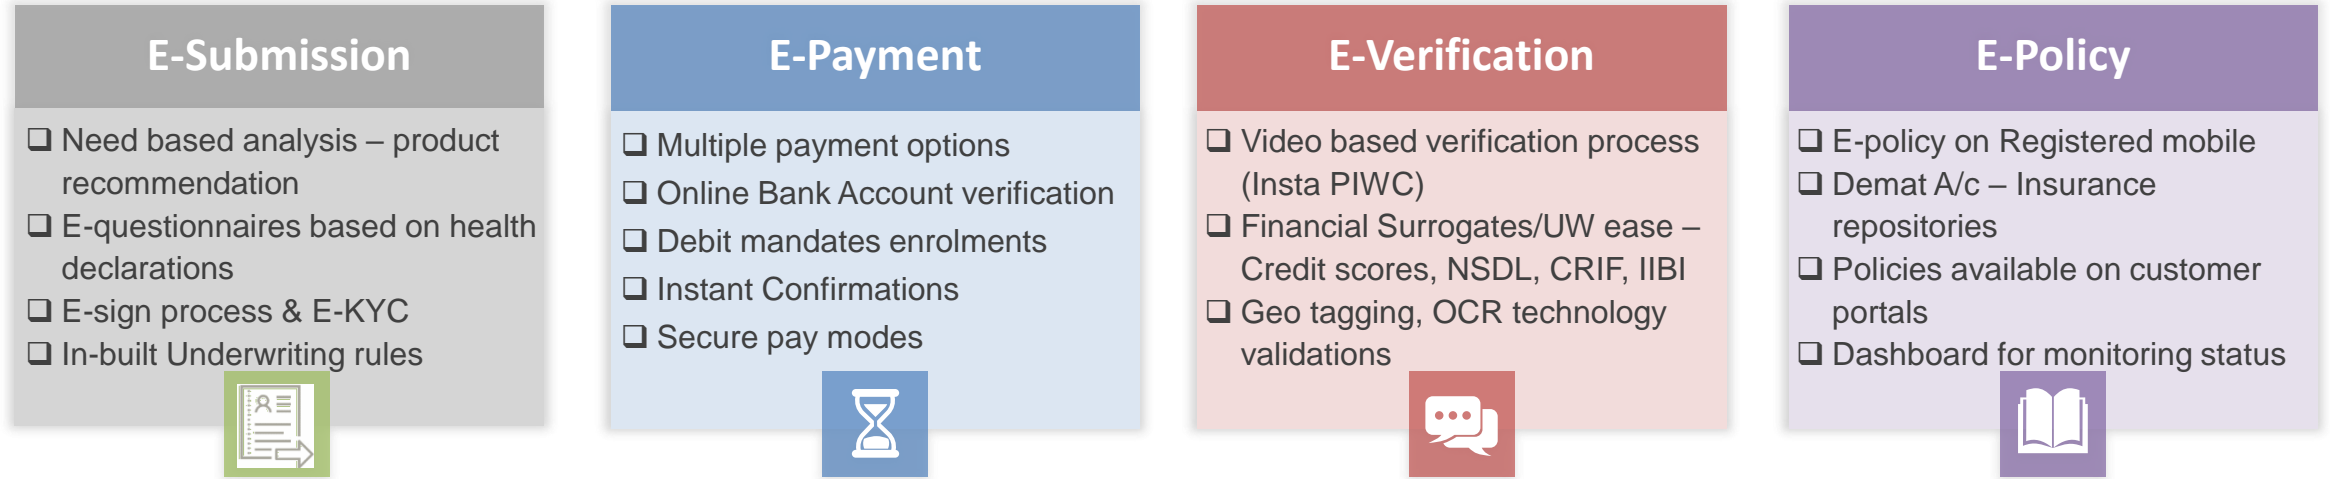 E-Submission
❑ Need based analysis – product
recommendation
❑ E-questionnaires based on health
declarations
❑ E-sign process & E-KYC
❑ In-built Underwriting rules
E-Payment
❑ Multiple payment options
❑ Online Bank Account verification
❑ Debit mandates enrolments
❑ Instant Confirmations
❑ Secure pay modes
E-Verification
❑ Video based verification process
(Insta PIWC)
❑ Financial Surrogates/UW ease –
Credit scores, NSDL, CRIF, IIBI
❑ Geo tagging, OCR technology
validations
E-Policy
❑ E-policy on Registered mobile
❑ Demat A/c – Insurance
repositories
❑ Policies available on customer
portals
❑ Dashboard for monitoring status